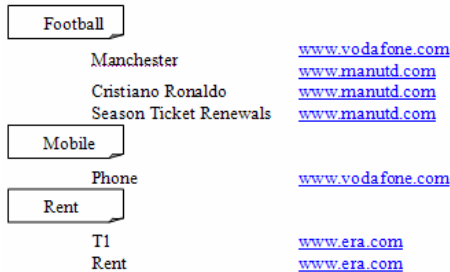 Football
Manchester www.vodafone.com
www.manutd.com
Cristiano Ronaldo www.manutd.com
Season Ticket Renewals www.manutd.com
Mobile
Phone www.vodafone.com
Rent
T1 www.era.com
Rent www.era.com